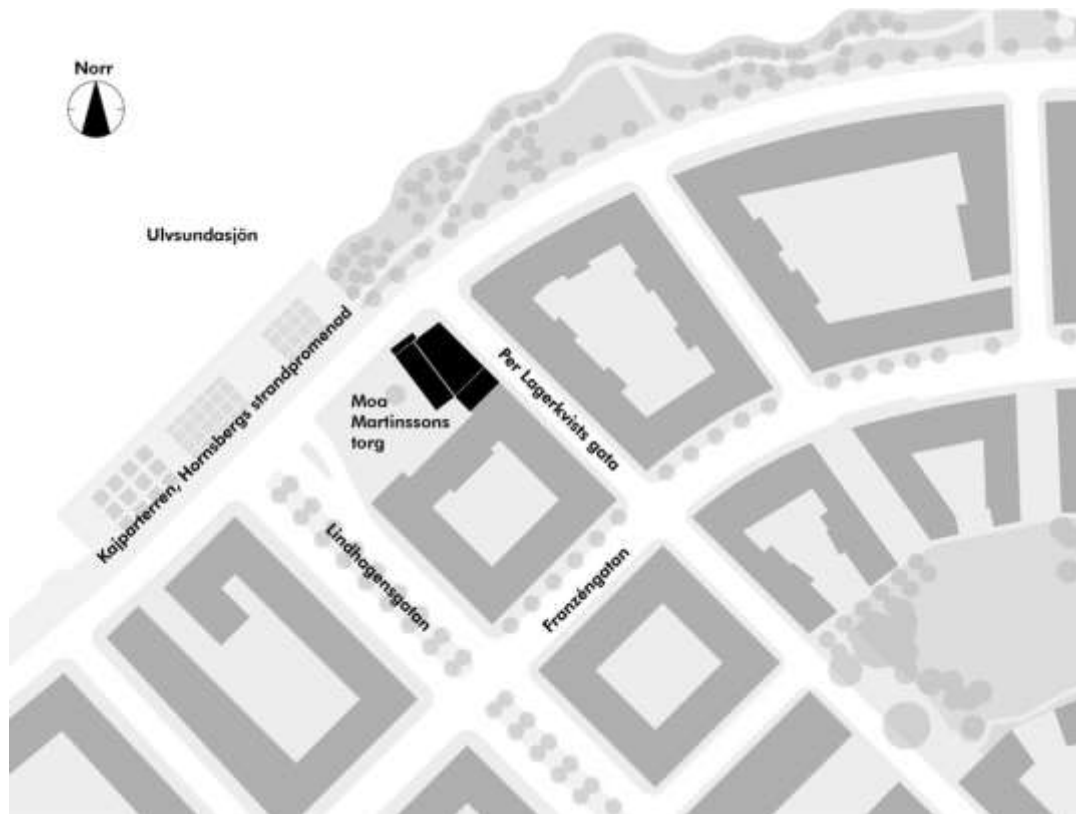 Norr
Ulvsundasjön
Kajparterren, Hornsbergs strandpromenad
Moa
Martinssons
torg
Per Lagerkvists gata
Lindhagensgatan
Franzéngatan